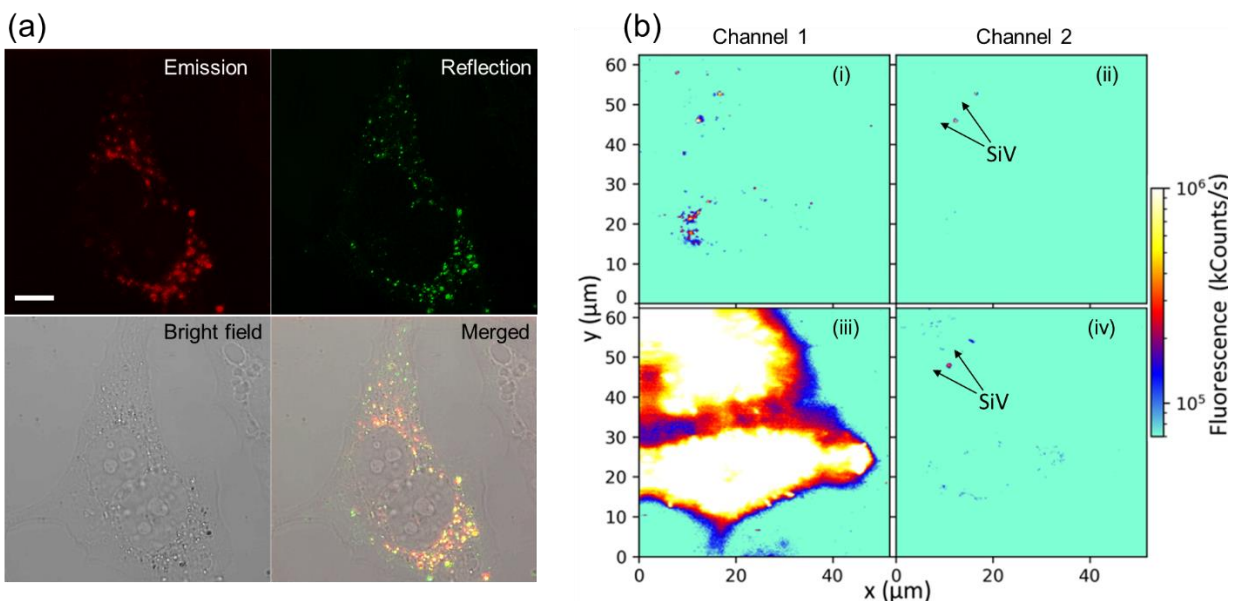 (a)
Emission
Reflection
Bright field
Merged
(b)
Channel 1
Channel 2
(i)
(ii)
SiV
(iii)
(iv)
SiV
60
50
40
30
20
10
0
60
50
40
30
20
10
0
y (μm)
0
20
40
0
20
40
x (μm)
10⁶
10⁵
Fluorescence (kCounts/s)